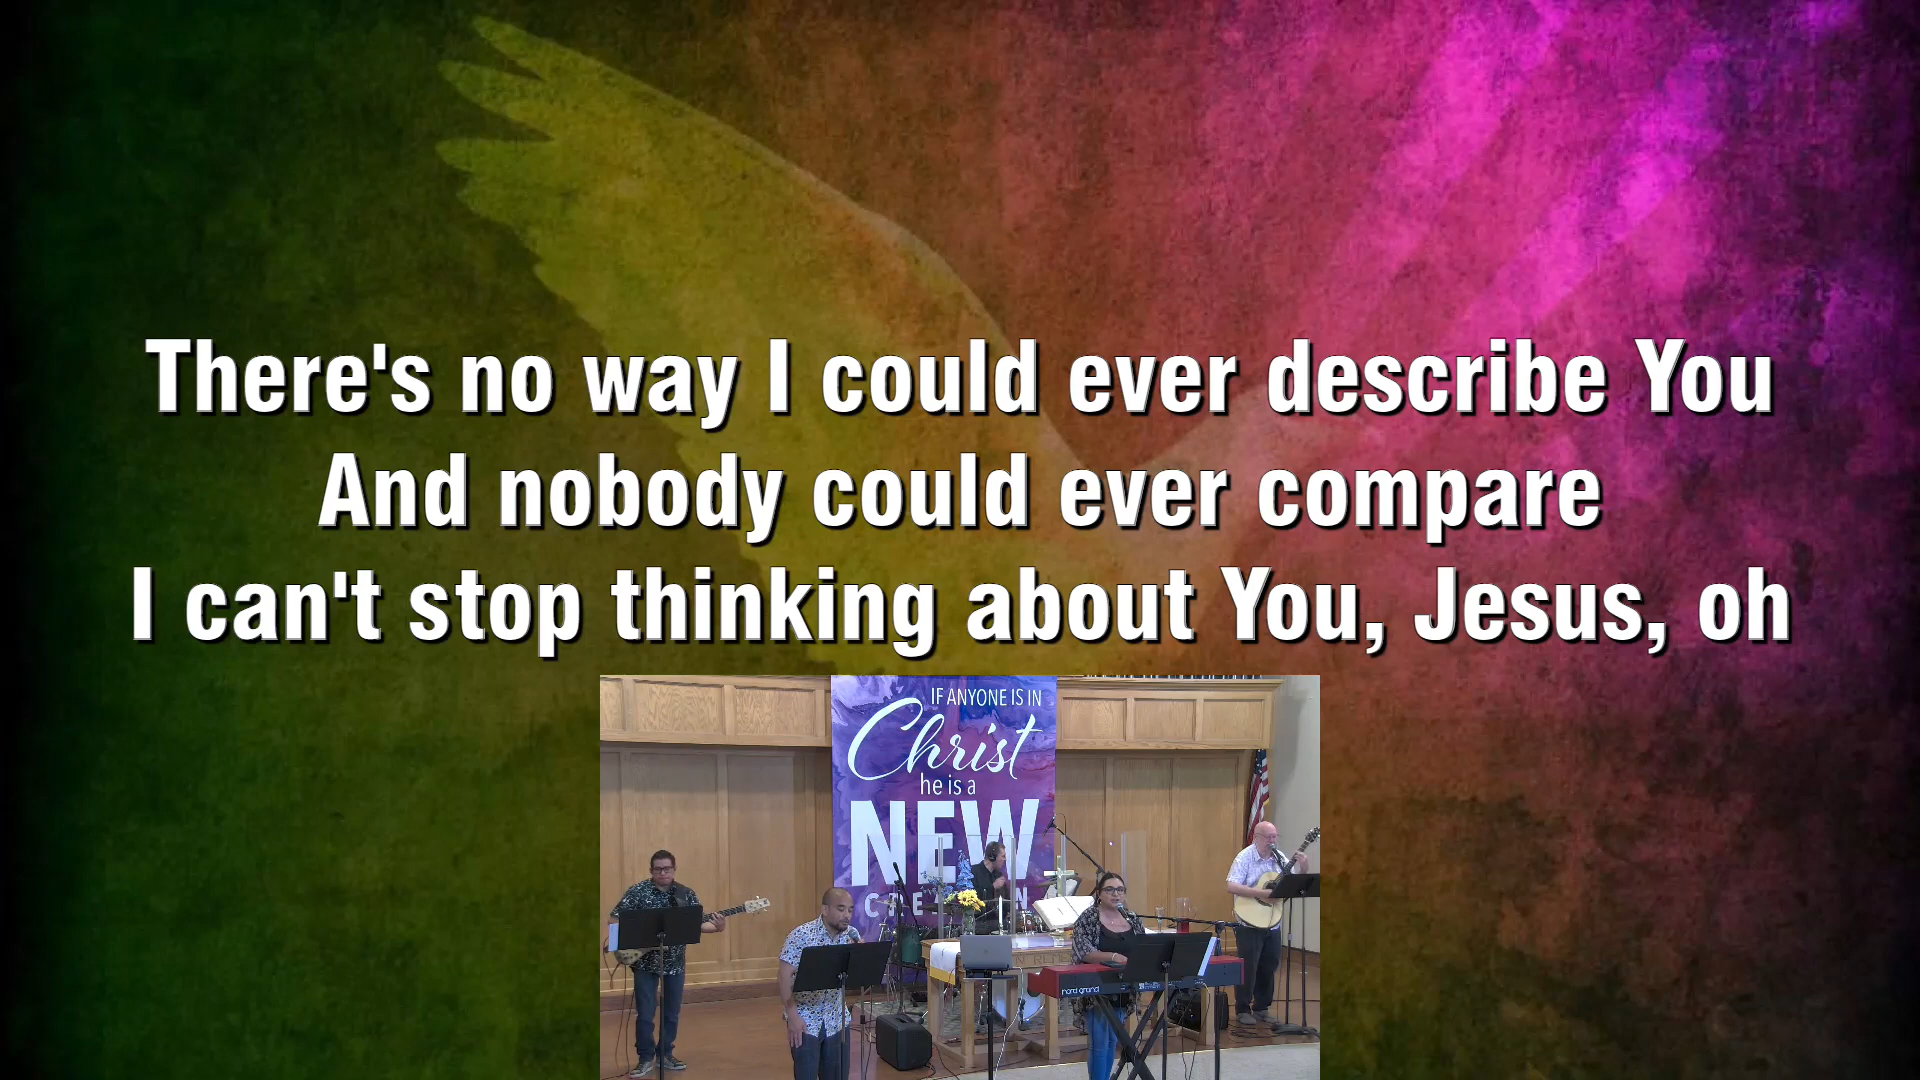 There's no way I could ever describe You
And nobody could ever compare
I can't stop thinking about You, Jesus, oh
IF ANYONE IS IN
Christ
he is a
NEW
nord grand